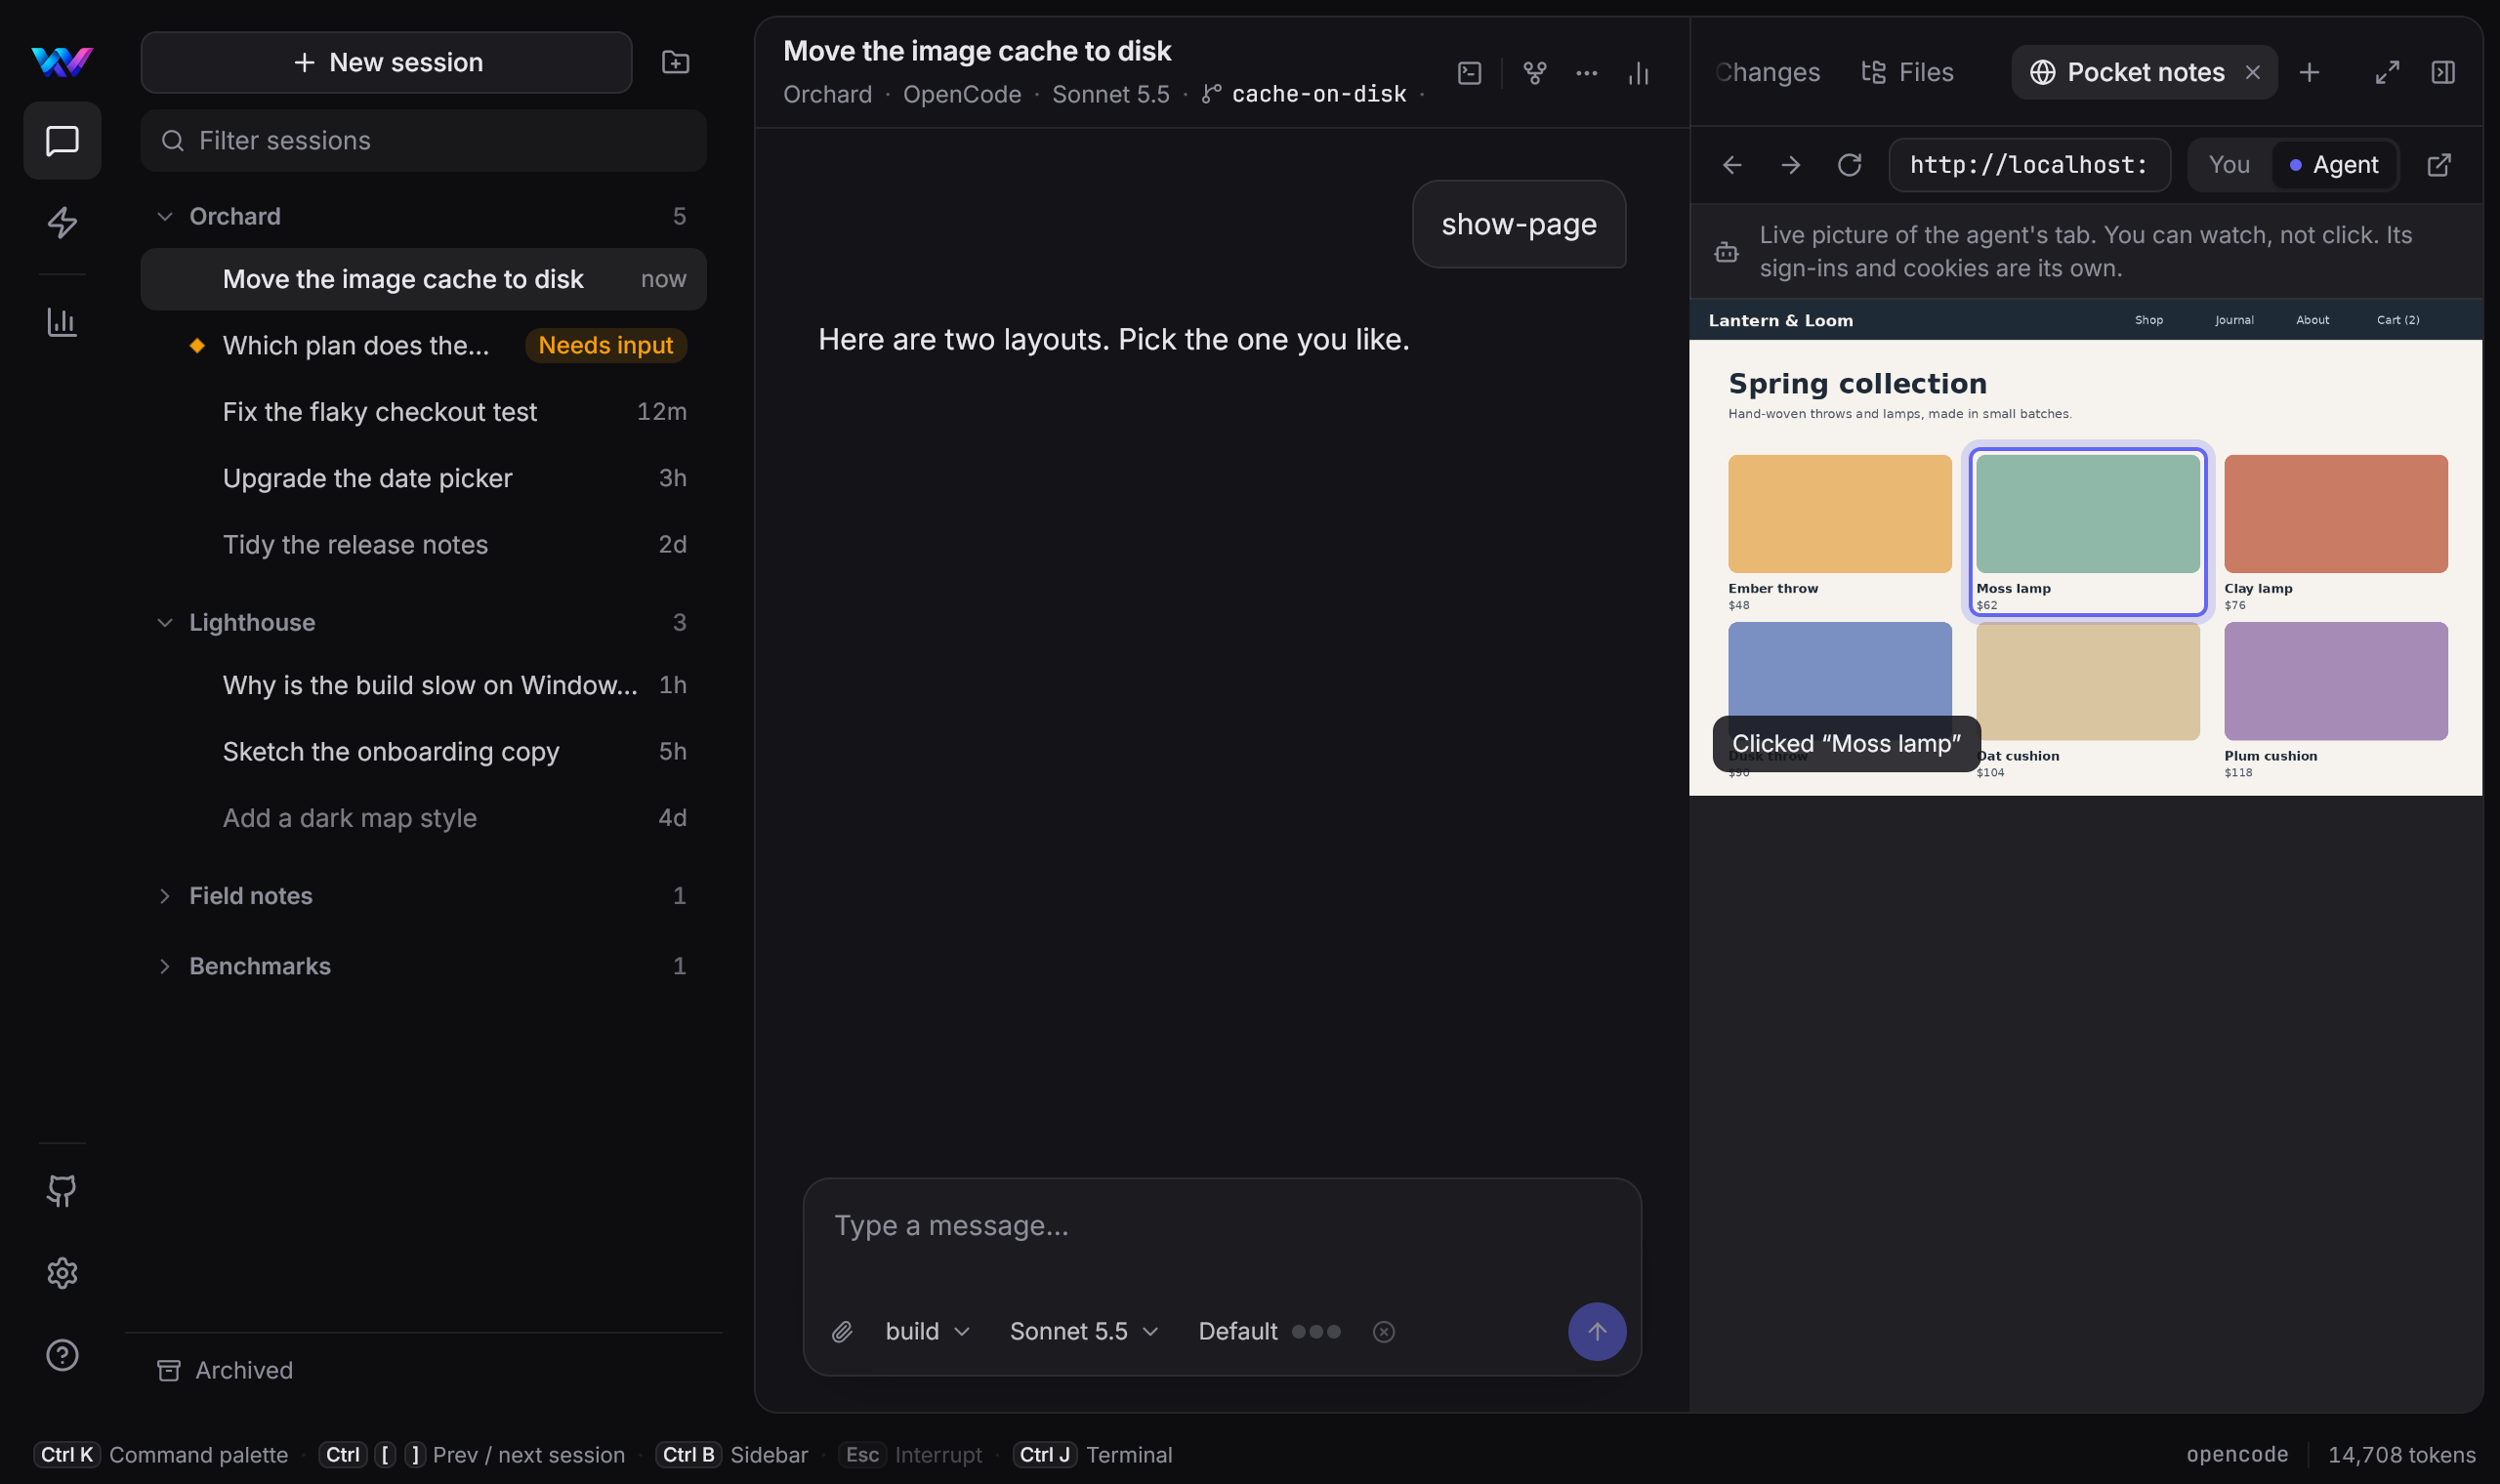 New session
Filter sessions
Orchard 5
Move the image cache to disk now
Which plan does the... Needs input
Fix the flaky checkout test 12m
Upgrade the date picker 3h
Tidy the release notes 2d
Lighthouse 3
Why is the build slow on Window... 1h
Sketch the onboarding copy 5h
Add a dark map style 4d
Field notes 1
Benchmarks 1
Archived
Move the image cache to disk
Orchard · OpenCode · Sonnet 5.5 · cache-on-disk ·
show-page
Here are two layouts. Pick the one you like.
Type a message...
build Sonnet 5.5 Default
Changes Files Pocket notes
http://localhost: You Agent
Live picture of the agent's tab. You can watch, not click. Its
sign-ins and cookies are its own.
Lantern & Loom Shop Journal About Cart (2)
Spring collection
Hand-woven throws and lamps, made in small batches.
Ember throw Moss lamp Clay lamp
$48 $62 $76
Clicked “Moss lamp”
Dusk throw Oat cushion Plum cushion
$90 $104 $118
Ctrl K Command palette · Ctrl [ ] Prev / next session · Ctrl B Sidebar · Esc Interrupt · Ctrl J Terminal
opencode 14,708 tokens